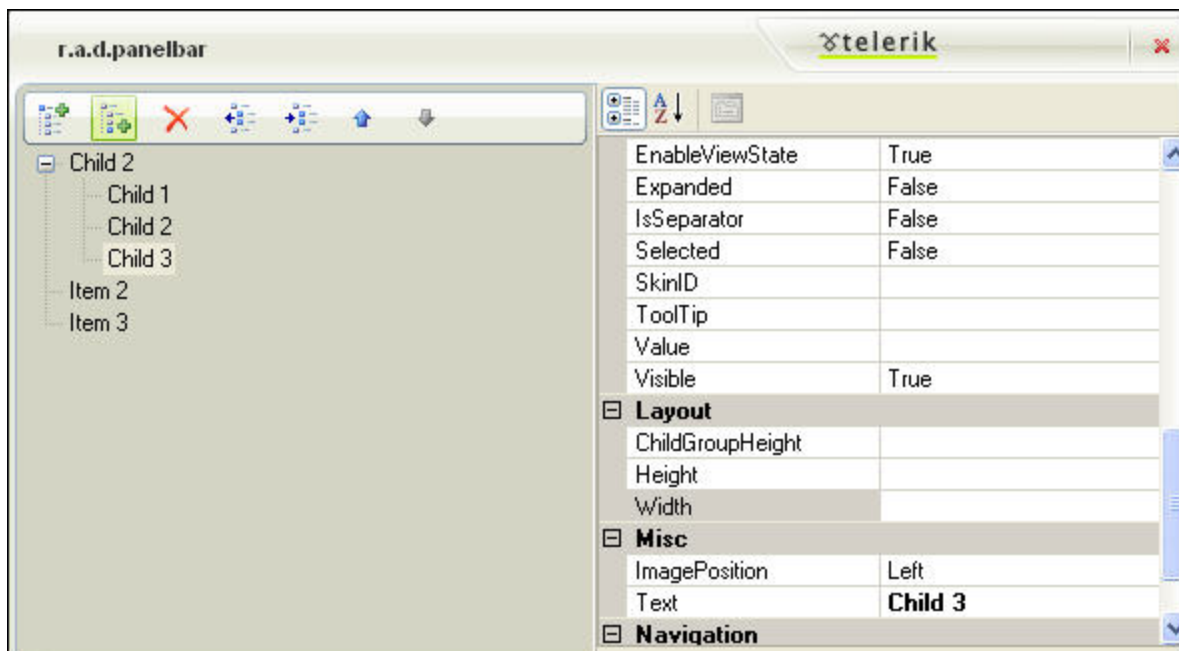 r.a.d.panelbar
telerik
A
Z
Child 2
Child 1
Child 2
Child 3
Item 2
Item 3
EnableViewState True
Expanded False
IsSeparator False
Selected False
SkinID
ToolTip
Value
Visible True
Layout
ChildGroupHeight
Height
Width
Misc
ImagePosition Left
Text Child 3
Navigation